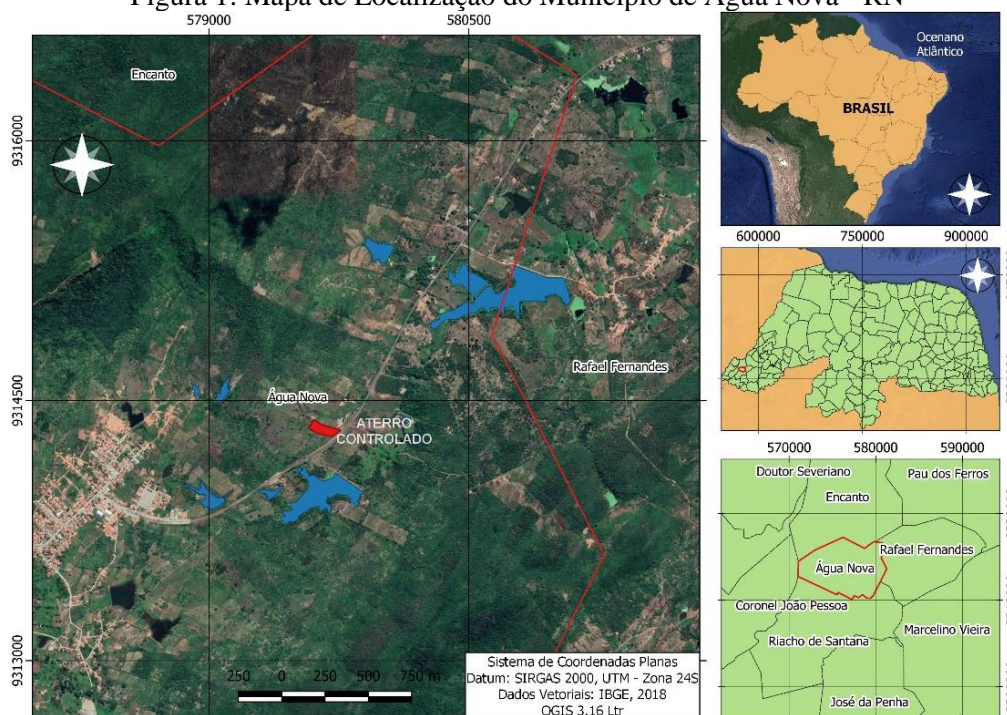 Figura 1: Mapa de Localização do Município de Água Nova - RN
579000
580500
Encanto
9316000
Rafael Fernandes
9314500
Água Nova
ATERRO
CONTROLADO
9313000
250 0 250 500 750 m
Sistema de Coordenadas Planas
Datum: SIRGAS 2000, UTM - Zona 24S
Dados Vetoriais: IBGE, 2018
QGIS 3.16 Ltr
Ocenano
Atlântico
BRASIL
600000
750000
900000
570000
580000
590000
Doutor Severiano
Pau dos Ferros
Encanto
Rafael Fernandes
Água Nova
Coronel João Pessoa
Marcelino Vieira
Riacho de Santana
José da Penha